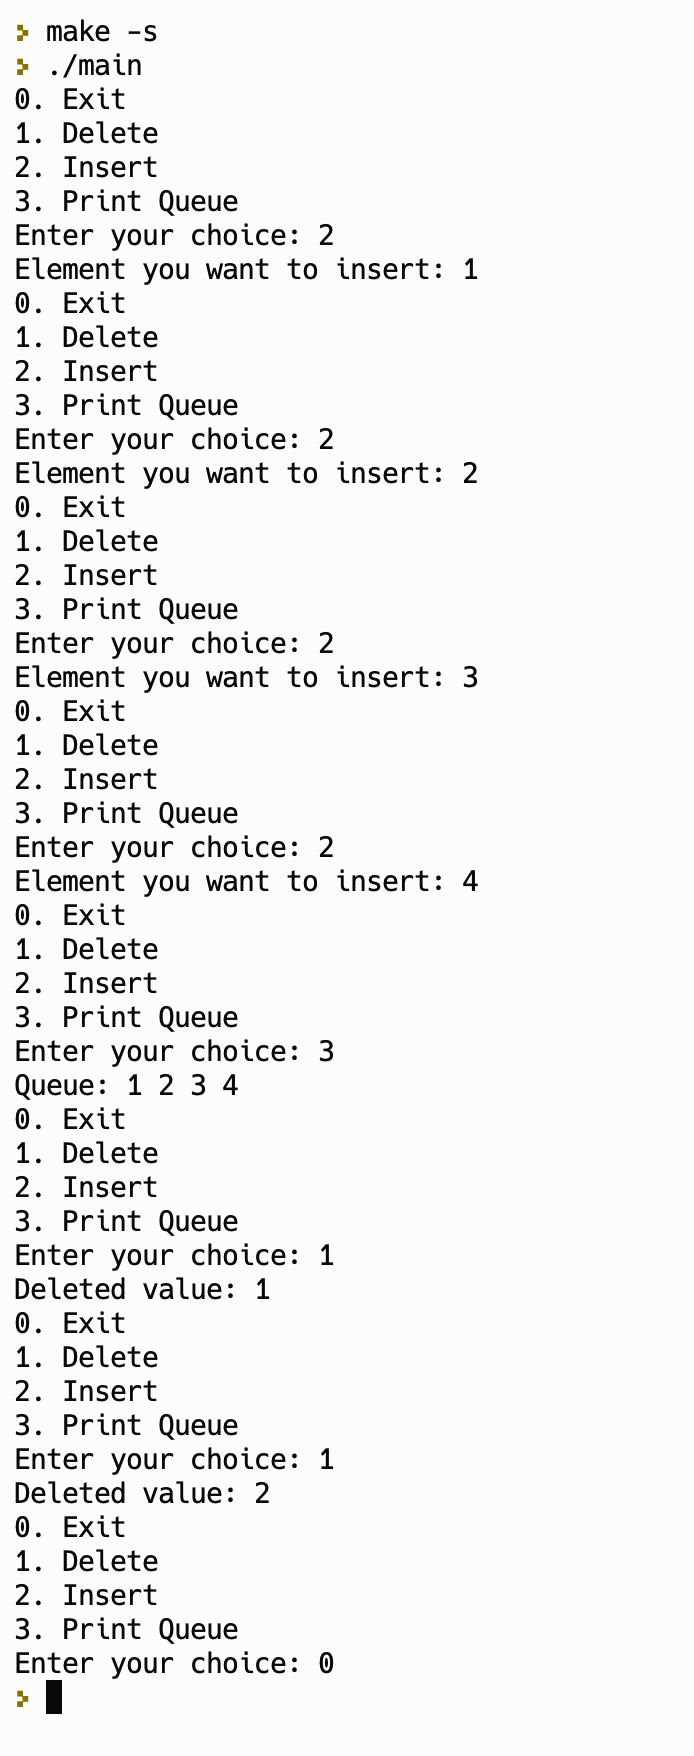 > make -s
> ./main
0. Exit
1. Delete
2. Insert
3. Print Queue
Enter your choice: 2
Element you want to insert: 1
0. Exit
1. Delete
2. Insert
3. Print Queue
Enter your choice: 2
Element you want to insert: 2
0. Exit
1. Delete
2. Insert
3. Print Queue
Enter your choice: 2
Element you want to insert: 3
0. Exit
1. Delete
2. Insert
3. Print Queue
Enter your choice: 2
Element you want to insert: 4
0. Exit
1. Delete
2. Insert
3. Print Queue
Enter your choice: 3
Queue: 1 2 3 4
0. Exit
1. Delete
2. Insert
3. Print Queue
Enter your choice: 1
Deleted value: 1
0. Exit
1. Delete
2. Insert
3. Print Queue
Enter your choice: 1
Deleted value: 2
0. Exit
1. Delete
2. Insert
3. Print Queue
Enter your choice: 0
>